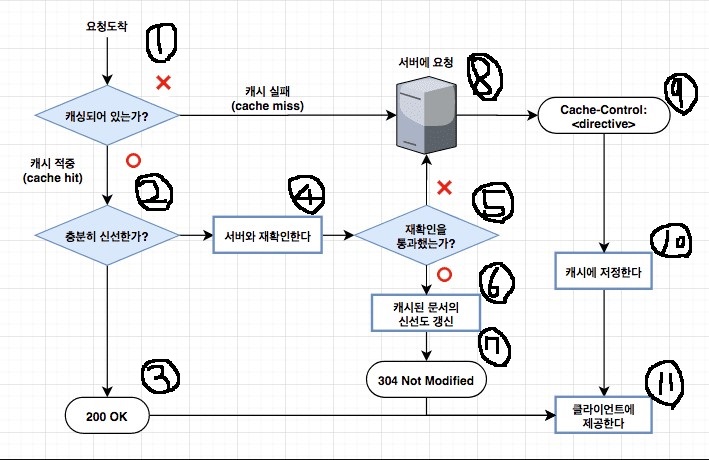 요청도착
①
캐싱되어 있는가?
캐시 실패
(cache miss)
서버에 요청
⑧
Cache-Control:
<directive>
⑨
캐시 적중
(cache hit)
②
충분히 신선한가?
④
서버와 재확인한다
⑤
재확인을
통과했는가?
⑩
캐시에 저정한다
⑥
캐시된 문서의
신선도 갱신
⑦
304 Not Modified
③
200 OK
⑪
클라이언트에
제공한다